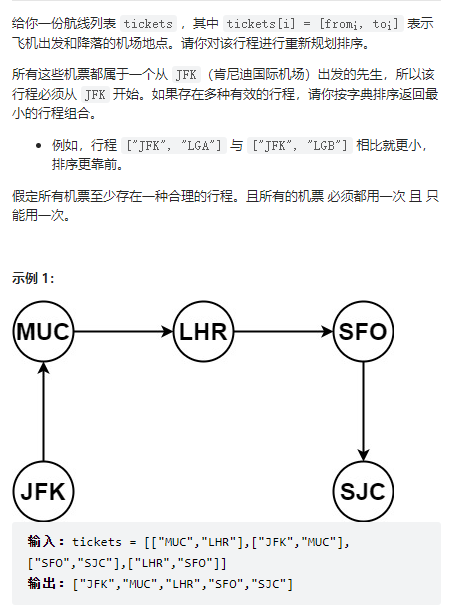 给你一份航线列表 tickets ，其中 tickets[i] = [fromᵢ, toᵢ] 表示
飞机出发和降落的机场地点。请你对该行程进行重新规划排序。
所有这些机票都属于一个从 JFK（肯尼迪国际机场）出发的先生，所以该
行程必须从 JFK 开始。如果存在多种有效的行程，请你按字典排序返回最
小的行程组合。
• 例如，行程 ["JFK", "LGA"] 与 ["JFK", "LGB"] 相比就更小，
排序更靠前。
假定所有机票至少存在一种合理的行程。且所有的机票 必须都用一次 且 只
能用一次。
示例 1：
MUC
LHR
SFO
JFK
SJC
输入：tickets = [["MUC","LHR"],["JFK","MUC"],
["SFO","SJC"],["LHR","SFO"]]
输出：["JFK","MUC","LHR","SFO","SJC"]